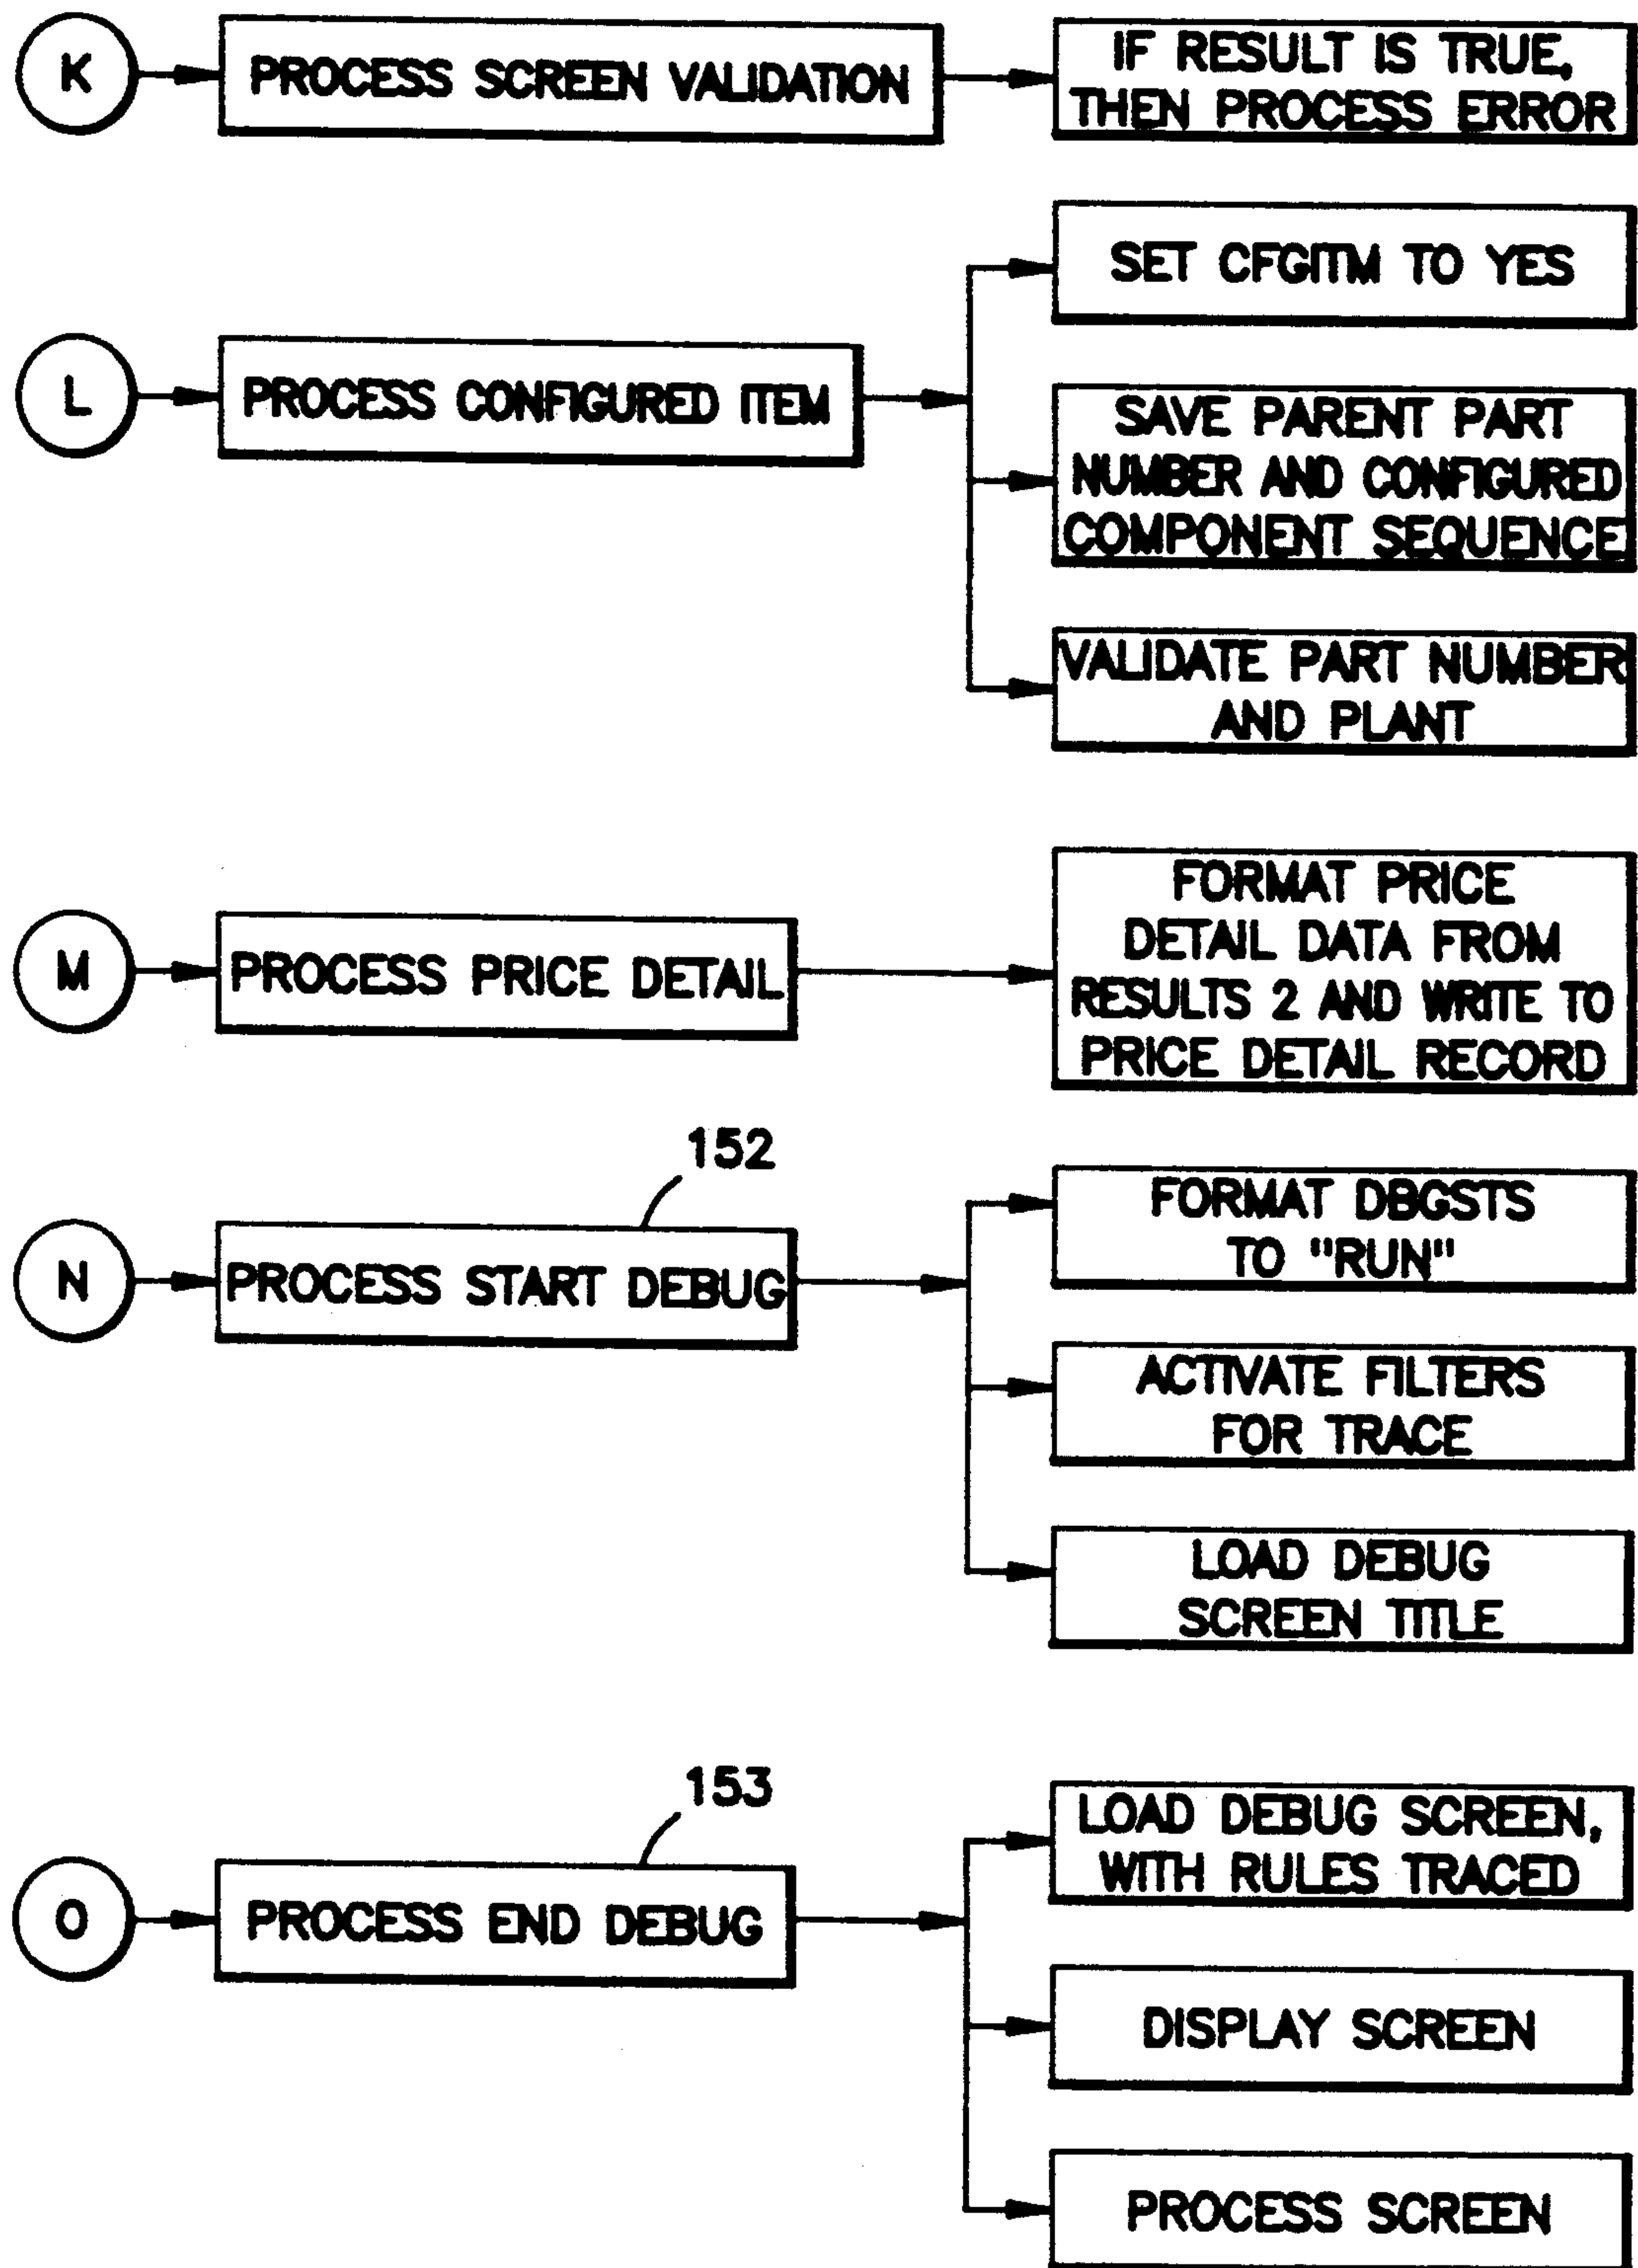 K
PROCESS SCREEN VALIDATION
IF RESULT IS TRUE,
THEN PROCESS ERROR
L
PROCESS CONFIGURED ITEM
SET CFGITM TO YES
SAVE PARENT PART
NUMBER AND CONFIGURED
COMPONENT SEQUENCE
VALIDATE PART NUMBER
AND PLANT
M
PROCESS PRICE DETAIL
FORMAT PRICE
DETAIL DATA FROM
RESULTS 2 AND WRITE TO
PRICE DETAIL RECORD
152
N
PROCESS START DEBUG
FORMAT DBGSTS
TO "RUN"
ACTIVATE FILTERS
FOR TRACE
LOAD DEBUG
SCREEN TITLE
153
O
PROCESS END DEBUG
LOAD DEBUG SCREEN,
WITH RULES TRACED
DISPLAY SCREEN
PROCESS SCREEN